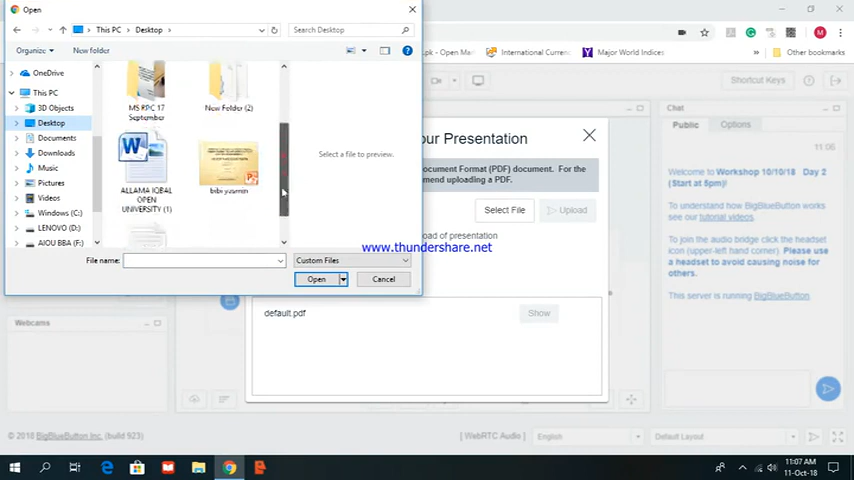 Open
This PC > Desktop >
Search Desktop
Organize
New folder
OneDrive
This PC
3D Objects
Desktop
Documents
Downloads
Music
Pictures
Videos
Windows (C:)
LENOVO (D:)
AIOU BBA (F:)
MS RPC 17
September
New Folder (2)
ALLAMA IQBAL
OPEN
UNIVERSITY (1)
bibi yasmin
Select a file to preview.
File name:
Custom Files
Open
Cancel
.pk - Open Mai
International Current
Major World Indices
Other bookmarks
Shortcut Keys
our Presentation
ocument Format (PDF) document. For the
mend uploading a PDF.
Select File
Upload
load of presentation
www.thundershare.net
default.pdf
Show
Chat
Public
Options
11:06
Welcome to Workshop 10/10/18 Day 2
(Start at 5pm)!
To understand how BigBlueButton works
see our tutorial videos.
To join the audio bridge click the headset
icon (upper-left hand corner). Please use
a headset to avoid causing noise for
others.
This server is running BigBlueButton.
Webcams
© 2018 BigBlueButton Inc. (build 923)
[ WebRTC Audio ]
English
Default Layout
11:07 AM
11-Oct-18